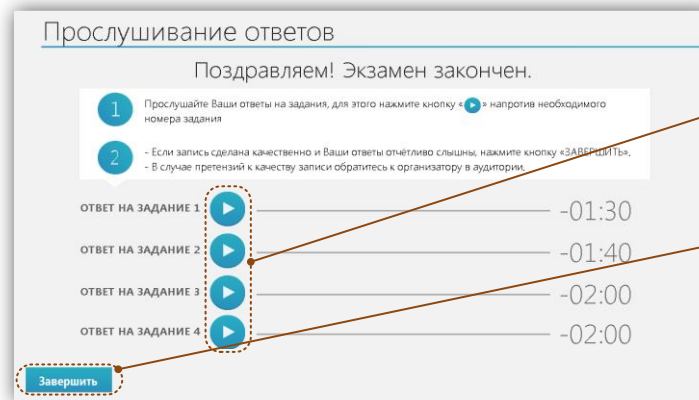 Прослушивание ответов
Поздравляем! Экзамен закончен.
1
Прослушайте Ваши ответы на задания, для этого нажмите кнопку «▶» напротив необходимого
номера задания
2
- Если запись сделана качественно и Ваши ответы отчётливо слышны, нажмите кнопку «ЗАВЕРШИТЬ».
- В случае претензий к качеству записи обратитесь к организатору в аудитории.
ОТВЕТ НА ЗАДАНИЕ 1 -01:30
ОТВЕТ НА ЗАДАНИЕ 2 -01:40
ОТВЕТ НА ЗАДАНИЕ 3 -02:00
ОТВЕТ НА ЗАДАНИЕ 4 -02:00
Завершить